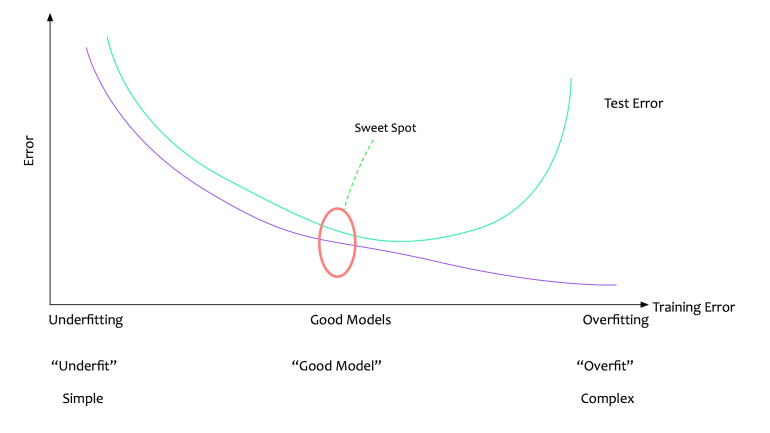 Test Error
Sweet Spot
Error
Training Error
Underfitting Good Models Overfitting
“Underfit” “Good Model” “Overfit”
Simple Complex